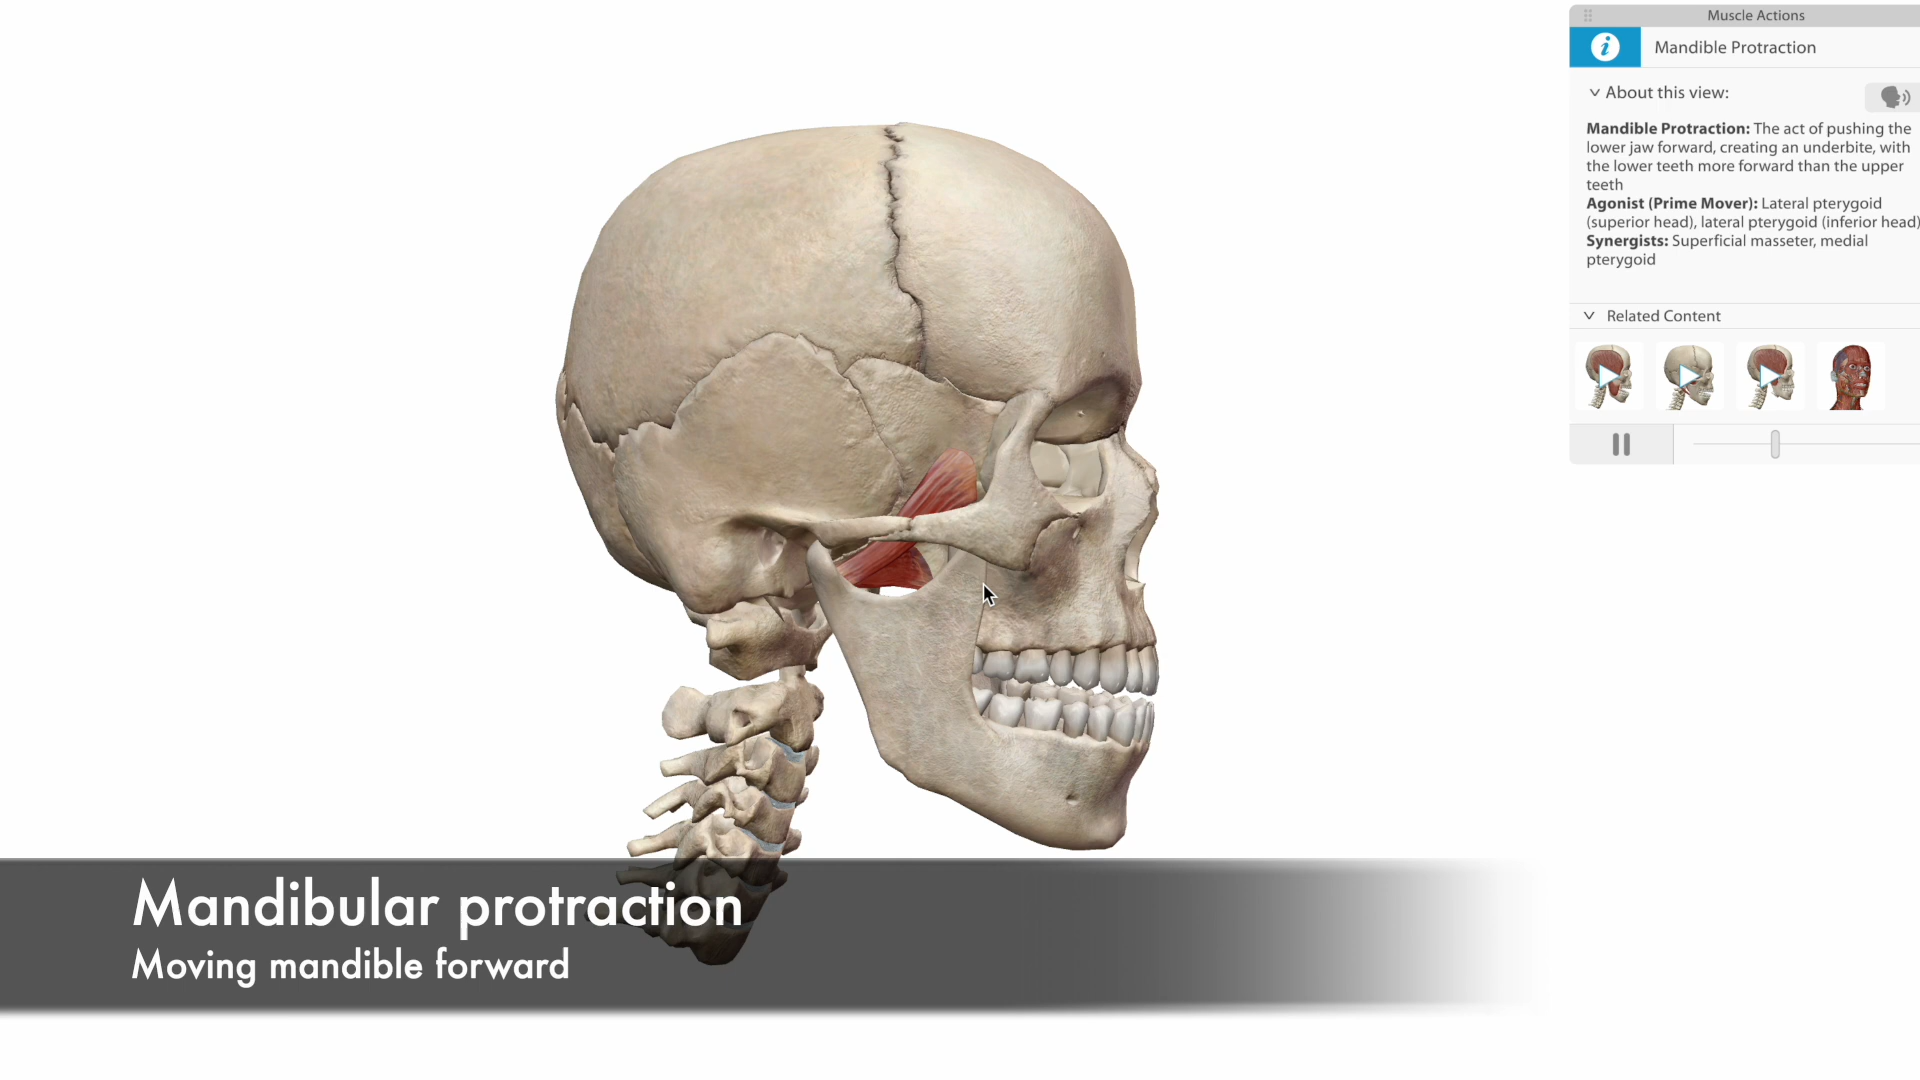 Muscle Actions
Mandible Protraction
About this view:
Mandible Protraction: The act of pushing the
lower jaw forward, creating an underbite, with
the lower teeth more forward than the upper
teeth
Agonist (Prime Mover): Lateral pterygoid
(superior head), lateral pterygoid (inferior head)
Synergists: Superficial masseter, medial
pterygoid
Related Content
Mandibular protraction
Moving mandible forward